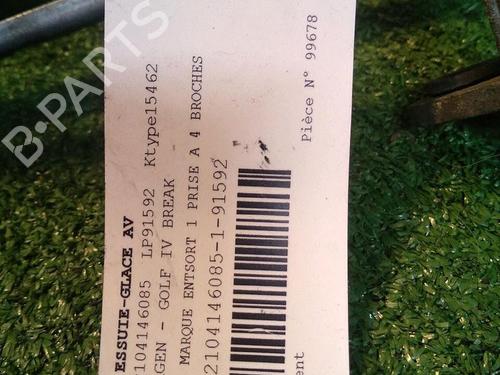 ESSUIE-GLACE AV
104146085 LP91592 Ktype15462
GEN - GOLF IV BREAK
MARQUE ENTSORT 1 PRISE A 4 BROCHES
2104146085-1-91592
Pièce N° 99678
ent
B-PARTS